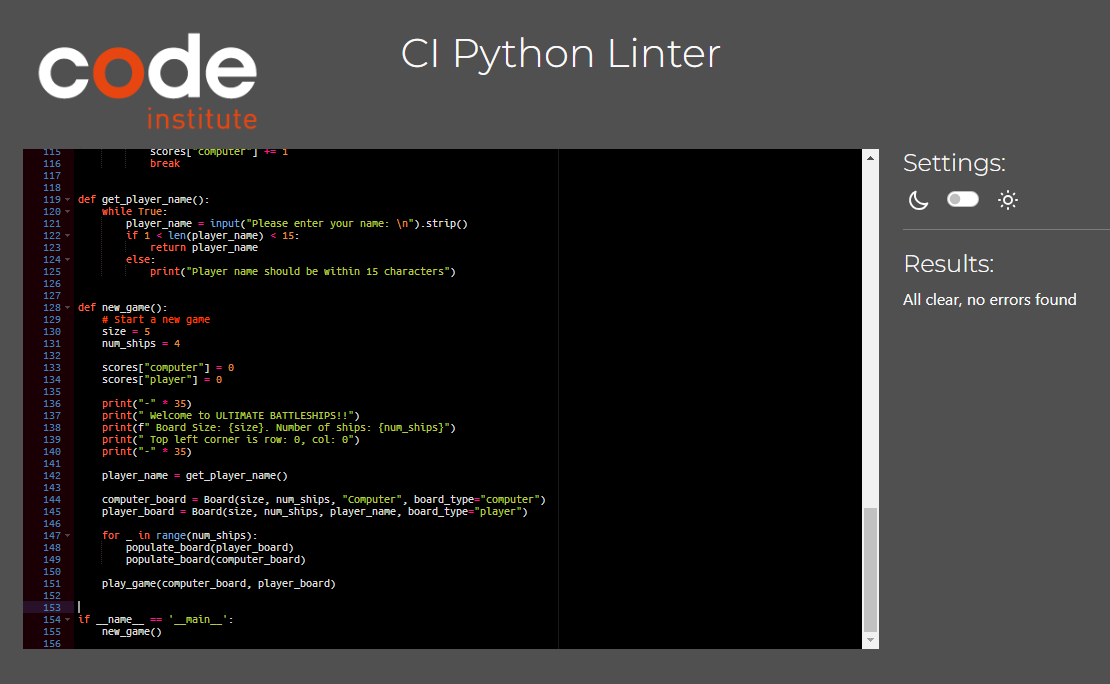 code
institute
CI Python Linter
115 scores["computer"] += 1
116 break
117
118
119 def get_player_name():
120 while True:
121 player_name = input("Please enter your name: \n").strip()
122 if 1 < len(player_name) < 15:
123 return player_name
124 else:
125 print("Player name should be within 15 characters")
126
127
128 def new_game():
129 # Start a new game
130 size = 5
131 num_ships = 4
132
133 scores["computer"] = 0
134 scores["player"] = 0
135
136 print("-" * 35)
137 print(" Welcome to ULTIMATE BATTLESHIPS!!")
138 print(f" Board Size: {size}. Number of ships: {num_ships}")
139 print(" Top left corner is row: 0, col: 0")
140 print("-" * 35)
141
142 player_name = get_player_name()
143
144 computer_board = Board(size, num_ships, "Computer", board_type="computer")
145 player_board = Board(size, num_ships, player_name, board_type="player")
146
147 for _ in range(num_ships):
148 populate_board(player_board)
149 populate_board(computer_board)
150
151 play_game(computer_board, player_board)
152
153
154 if __name__ == '__main__':
155 new_game()
156
Settings:
Results:
All clear, no errors found